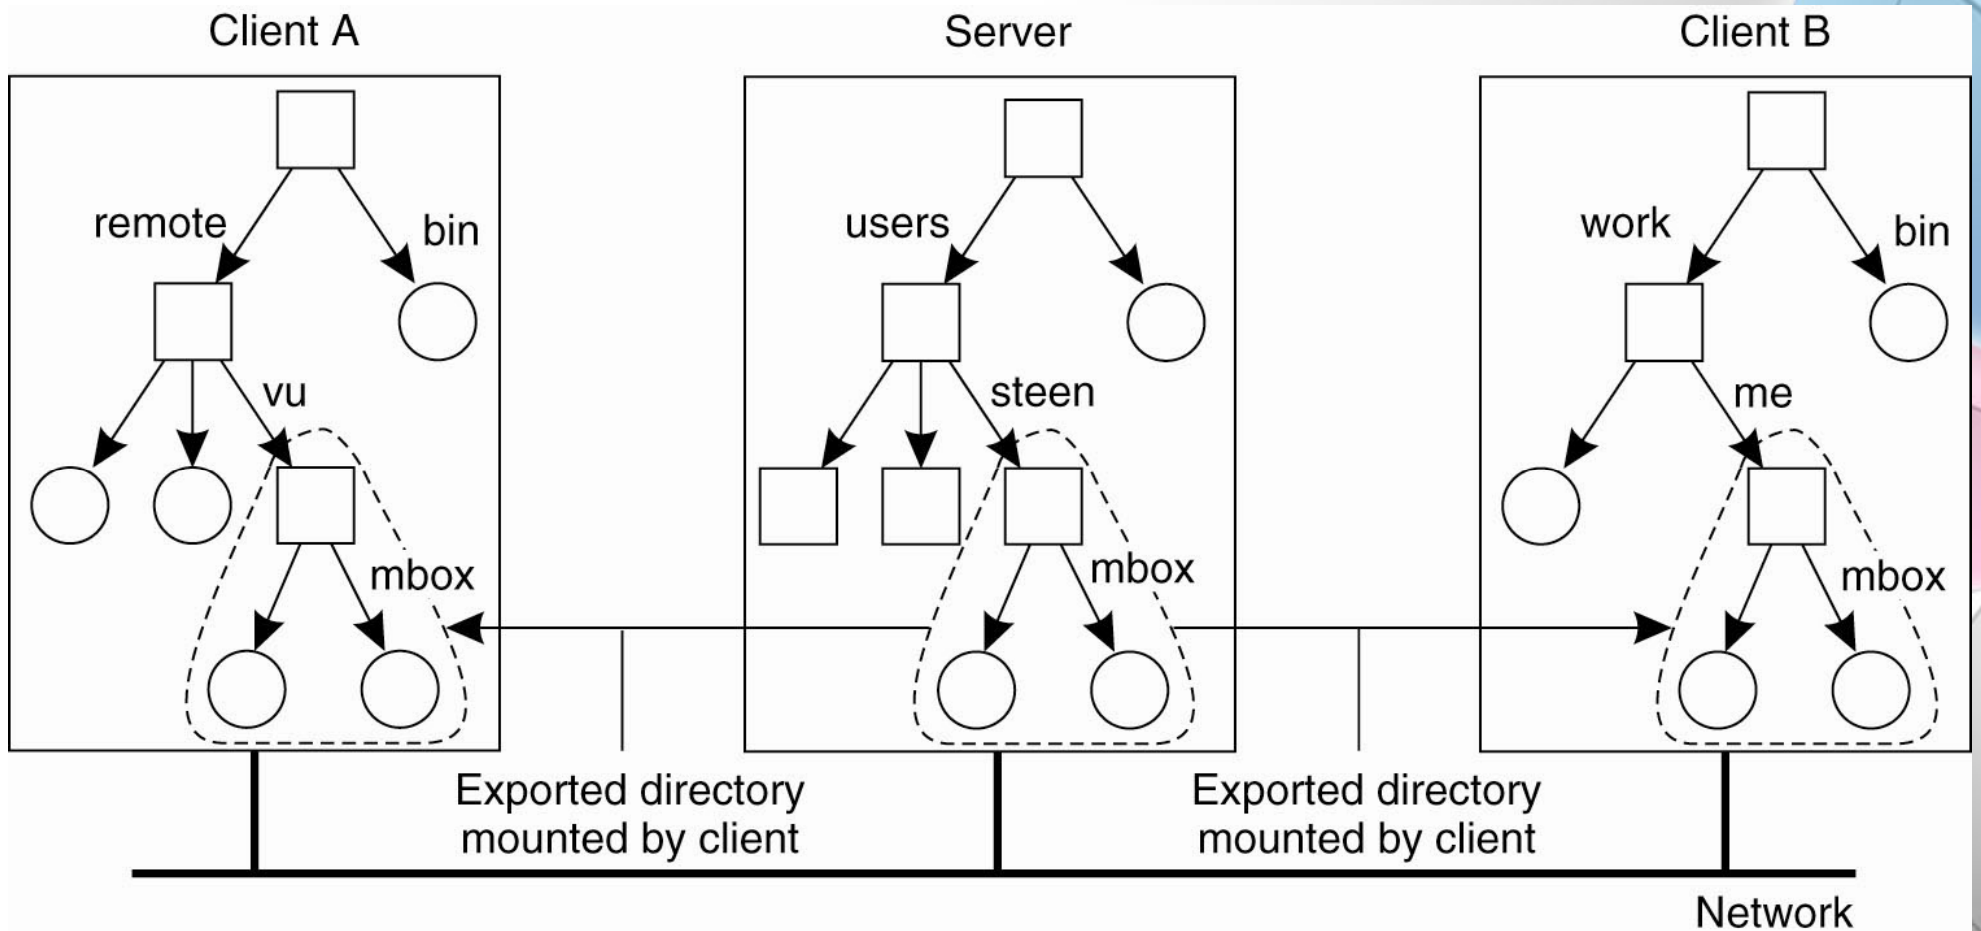 Client A
Server
Client B
remote
bin
users
work
bin
vu
steen
me
mbox
mbox
mbox
Exported directory
mounted by client
Exported directory
mounted by client
Network